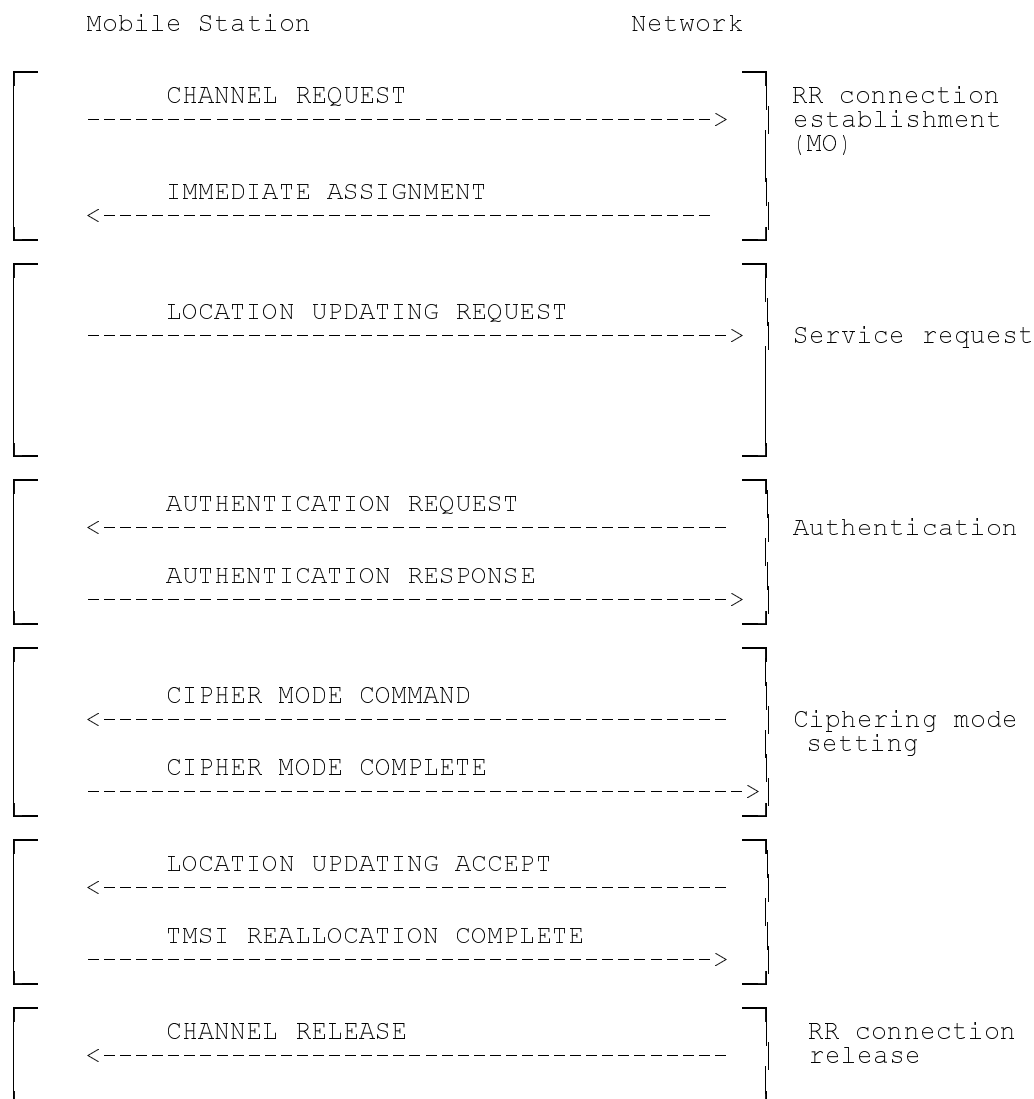 Mobile Station Network
CHANNEL REQUEST
RR connection
establishment
(MO)
IMMEDIATE ASSIGNMENT
LOCATION UPDATING REQUEST
Service request
AUTHENTICATION REQUEST
Authentication
AUTHENTICATION RESPONSE
CIPHER MODE COMMAND
Ciphering mode
setting
CIPHER MODE COMPLETE
LOCATION UPDATING ACCEPT
TMSI REALLOCATION COMPLETE
CHANNEL RELEASE
RR connection
release